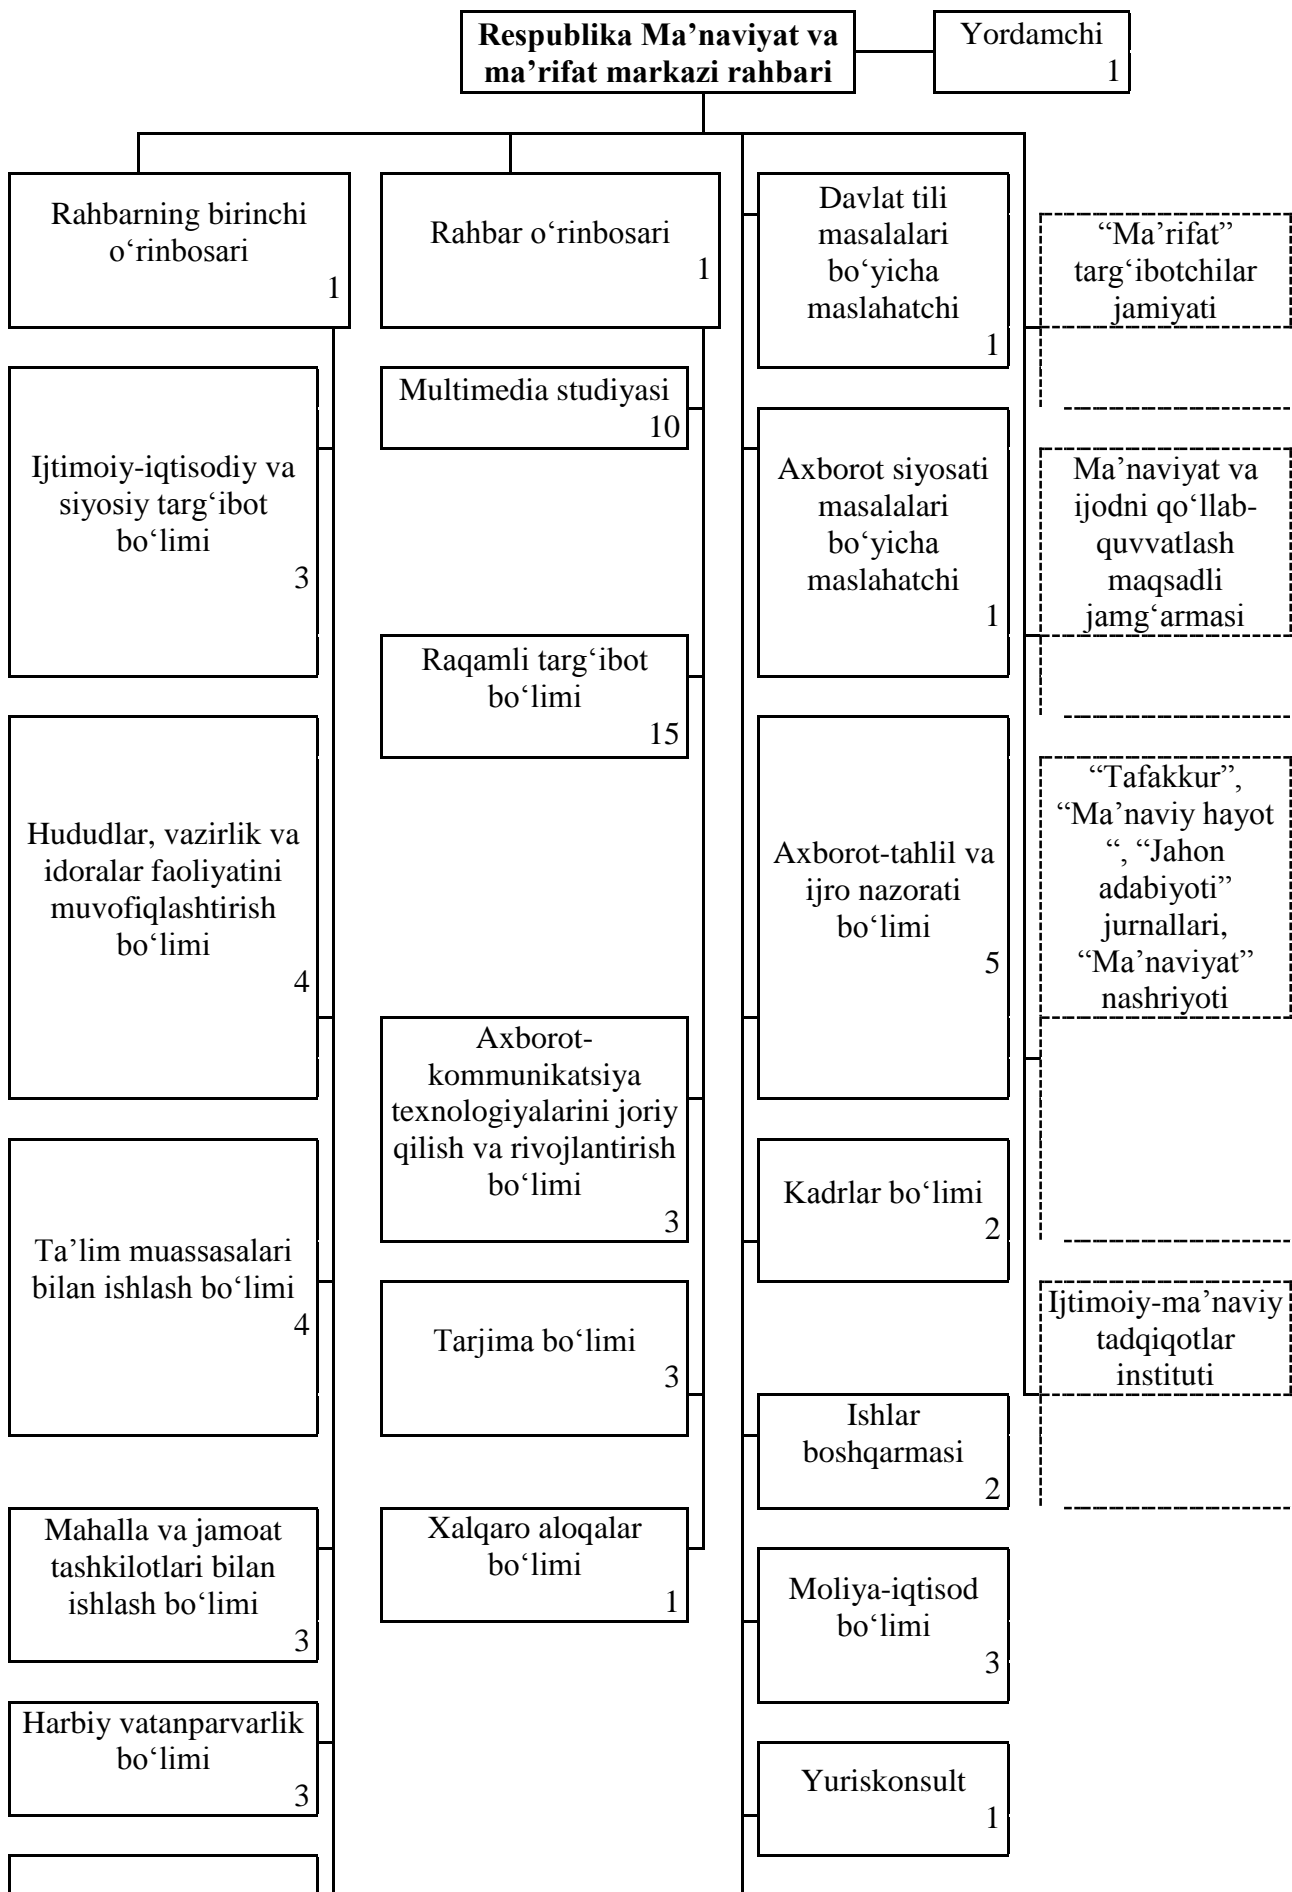 Respublika Ma’naviyat va
ma’rifat markazi rahbari
Yordamchi
1
Rahbarning birinchi
o‘rinbosari
1
Ijtimoiy-iqtisodiy va
siyosiy targ‘ibot
bo‘limi
3
Hududlar, vazirlik va
idoralar faoliyatini
muvofiqlashtirish
bo‘limi
4
Ta’lim muassasalari
bilan ishlash bo‘limi
4
Mahalla va jamoat
tashkilotlari bilan
ishlash bo‘limi
3
Harbiy vatanparvarlik
bo‘limi
3
Rahbar o‘rinbosari
1
Multimedia studiyasi
10
Raqamli targ‘ibot
bo‘limi
15
Axborot-
kommunikatsiya
texnologiyalarini joriy
qilish va rivojlantirish
bo‘limi
3
Tarjima bo‘limi
3
Xalqaro aloqalar
bo‘limi
1
Davlat tili
masalalari
bo‘yicha
maslahatchi
1
Axborot siyosati
masalalari
bo‘yicha
maslahatchi
1
Axborot-tahlil va
ijro nazorati
bo‘limi
5
Kadrlar bo‘limi
2
Ishlar
boshqarmasi
2
Moliya-iqtisod
bo‘limi
3
Yuriskonsult
1
“Ma’rifat”
targ‘ibotchilar
jamiyati
Ma’naviyat va
ijodni qo‘llab-
quvvatlash
maqsadli
jamg‘armasi
“Tafakkur”,
“Ma’naviy hayot
“, “Jahon
adabiyoti”
jurnallari,
“Ma’naviyat”
nashriyoti
Ijtimoiy-ma’naviy
tadqiqotlar
instituti